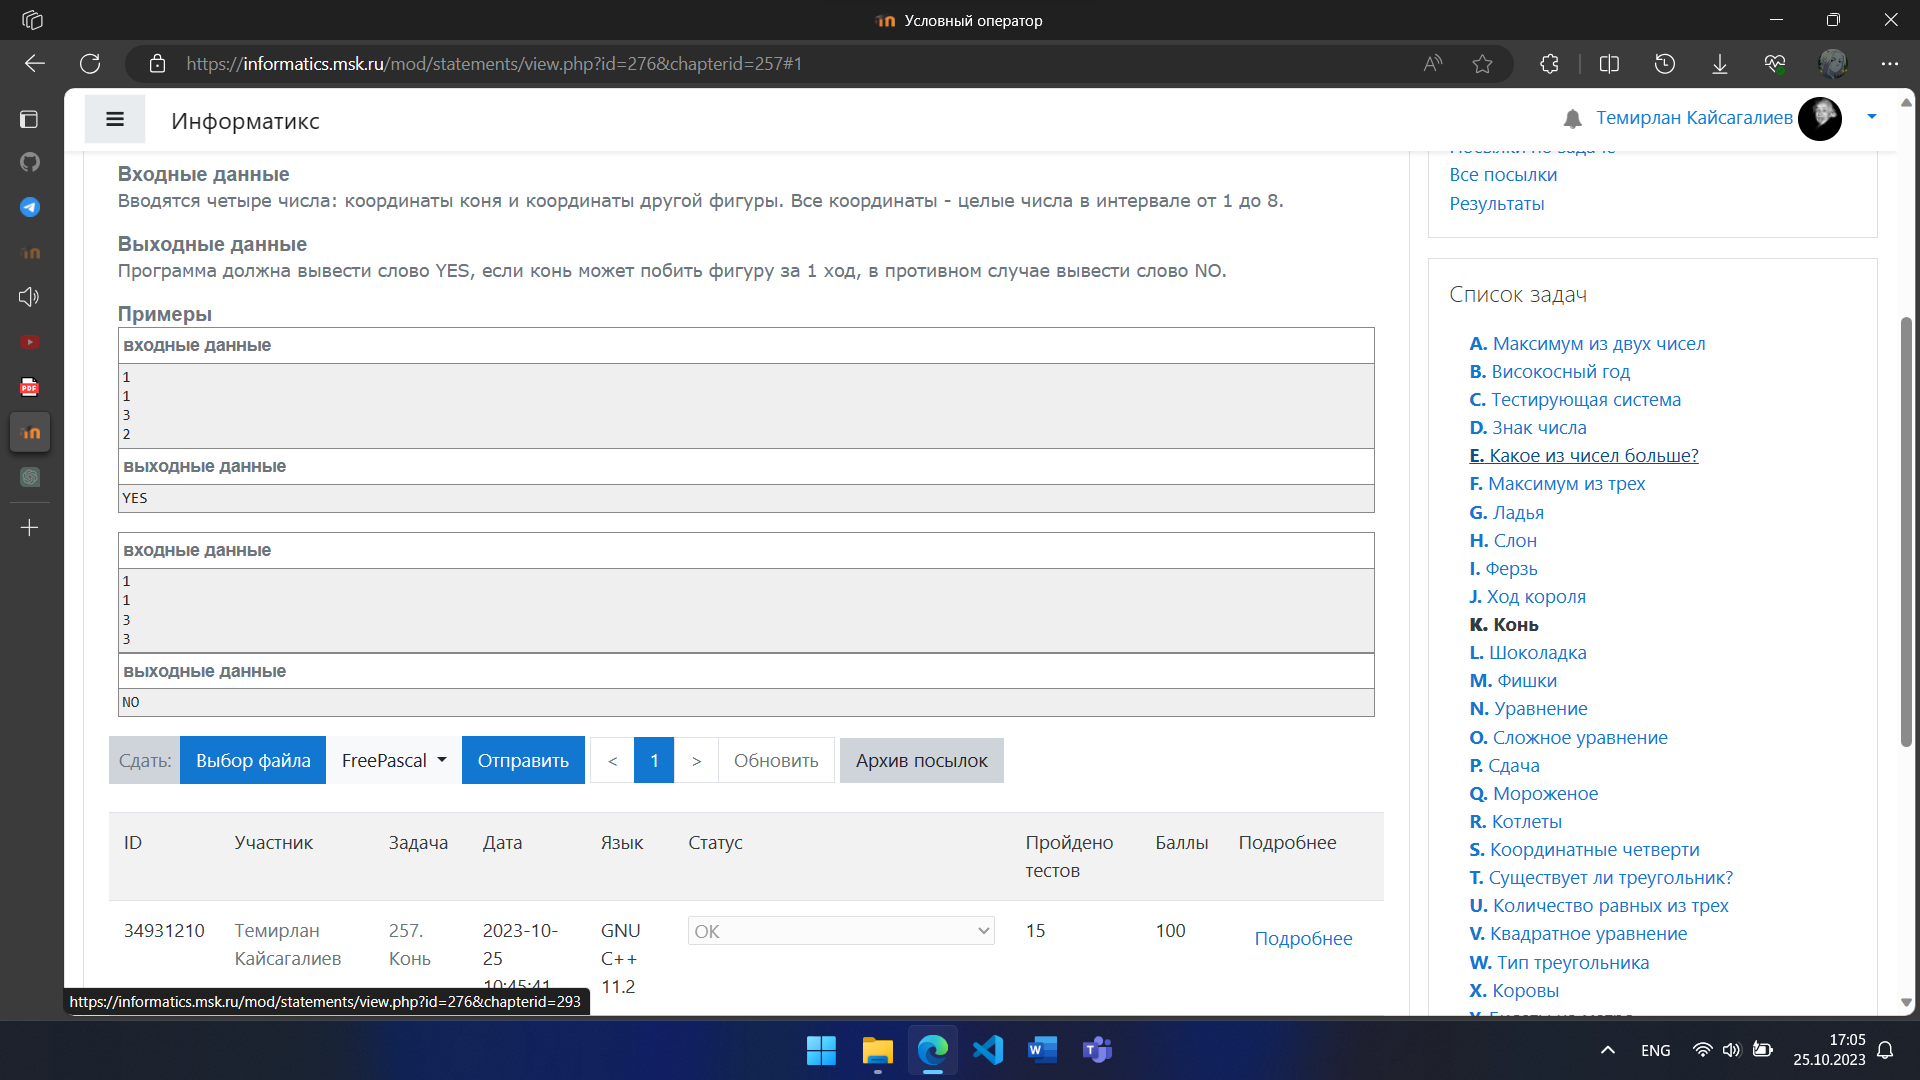 Условный оператор
https://informatics.msk.ru/mod/statements/view.php?id=276&chapterid=257#1
Информатикс
Темирлан Кайсагалиев
Входные данные
Вводятся четыре числа: координаты коня и координаты другой фигуры. Все координаты - целые числа в интервале от 1 до 8.
Выходные данные
Программа должна вывести слово YES, если конь может побить фигуру за 1 ход, в противном случае вывести слово NO.
Примеры
входные данные
1
1
3
2
выходные данные
YES
входные данные
1
1
3
3
выходные данные
NO
Сдать: Выбор файла FreePascal Отправить < 1 > Обновить Архив посылок
ID Участник Задача Дата Язык Статус Пройдено тестов Баллы Подробнее
34931210 Темирлан Кайсагалиев 257. Конь 2023-10-25 10:45:41 GNU C++ 11.2 OK 15 100 Подробнее
https://informatics.msk.ru/mod/statements/view.php?id=276&chapterid=293
Посылки по задаче
Все посылки
Результаты
Список задач
A. Максимум из двух чисел
B. Високосный год
C. Тестирующая система
D. Знак числа
E. Какое из чисел больше?
F. Максимум из трех
G. Ладья
H. Слон
I. Ферзь
J. Ход короля
K. Конь
L. Шоколадка
M. Фишки
N. Уравнение
O. Сложное уравнение
P. Сдача
Q. Мороженое
R. Котлеты
S. Координатные четверти
T. Существует ли треугольник?
U. Количество равных из трех
V. Квадратное уравнение
W. Тип треугольника
X. Коровы
ENG
17:05
25.10.2023